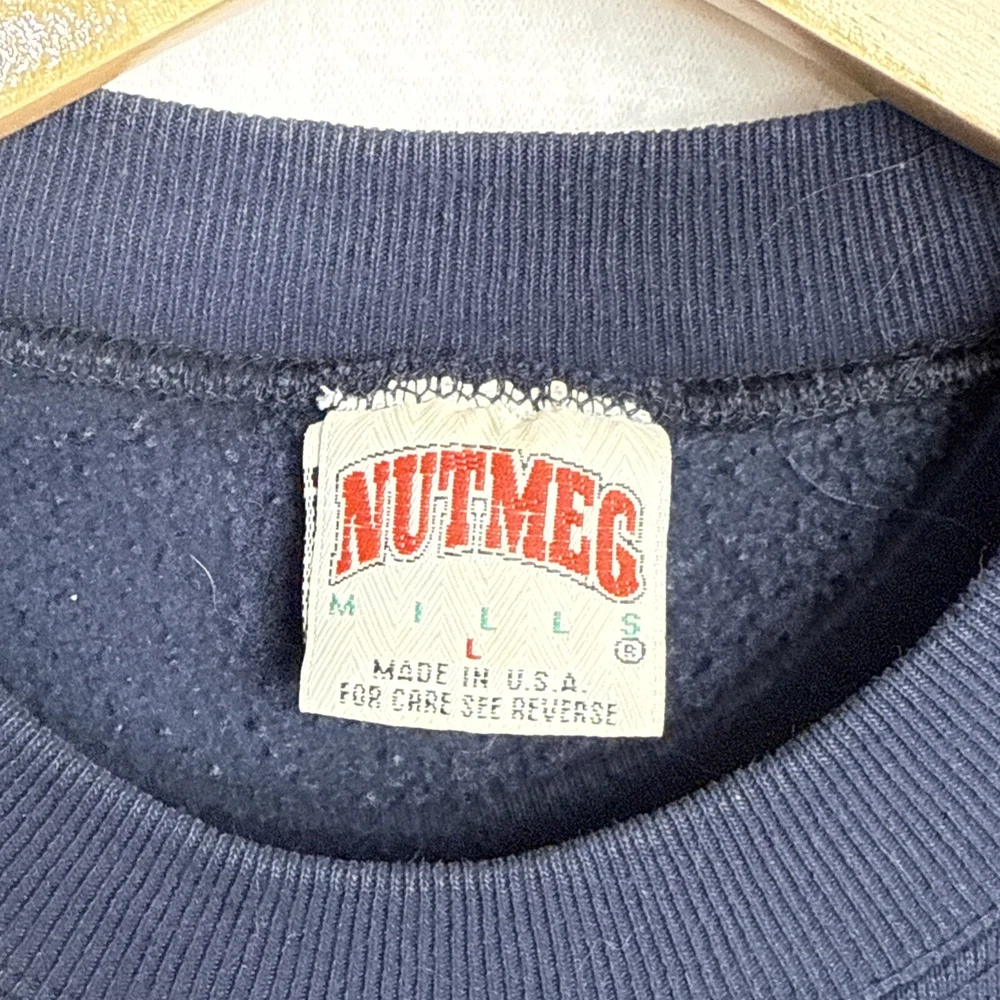 NUTMEG
MILLS
L ®
MADE IN U.S.A.
FOR CARE SEE REVERSE